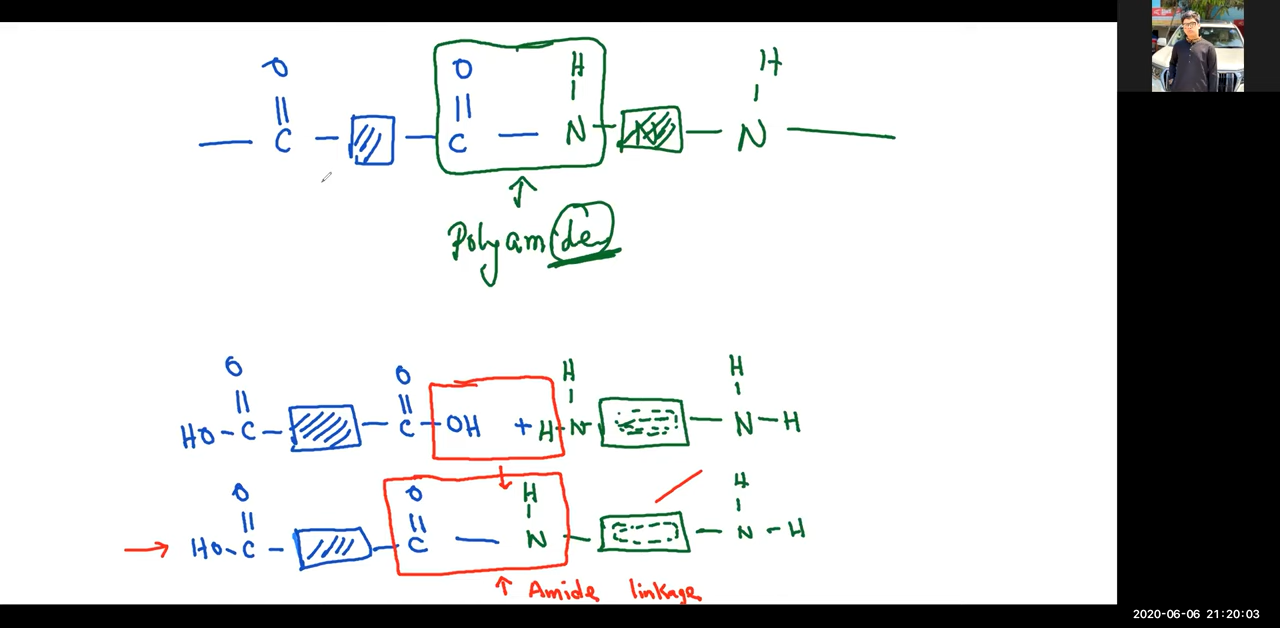 O O H H
|| || | |
— C — — C — N — — N —
↑
Polyamide
O O H H
|| || | |
HO-C- — C -OH + H-N- — N-H
↓
O O H H
|| || | |
→ HO-C- — C — N — — N-H
↑ Amide linkage
2020-06-06 21:20:03